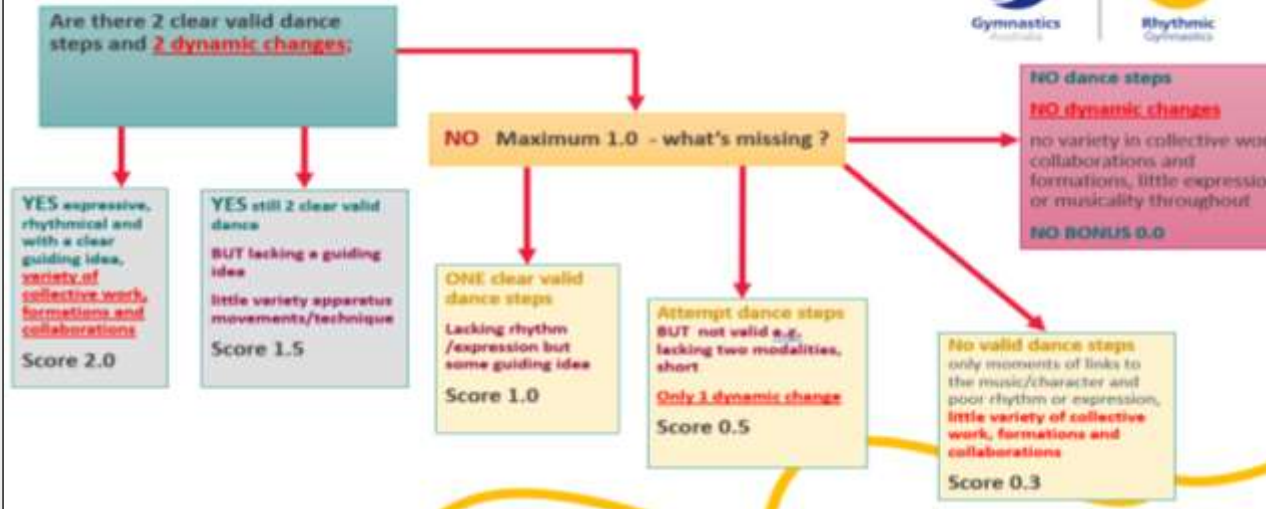 Are there 2 clear valid dance
steps and 2 dynamic changes;
Gymnastics
Australia
Rhythmic
Gymnastics
NO Maximum 1.0 - what's missing ?
NO dance steps
NO dynamic changes
no variety in collective wor
collaborations and
formations, little expressio
or musicality throughout
NO BONUS 0.0
YES expressive,
rhythmical and
with a clear
guiding idea,
variety of
collective work,
formations and
collaborations
Score 2.0
YES still 2 clear valid
dance
BUT lacking a guiding
idea
little variety apparatus
movements/technique
Score 1.5
ONE clear valid
dance steps
Lacking rhythm
/expression but
some guiding idea
Score 1.0
Attempt dance steps
BUT not valid e.g.
lacking two modalities,
short
Only 1 dynamic change
Score 0.5
No valid dance steps
only moments of links to
the music/character and
poor rhythm or expression,
little variety of collective
work, formations and
collaborations
Score 0.3